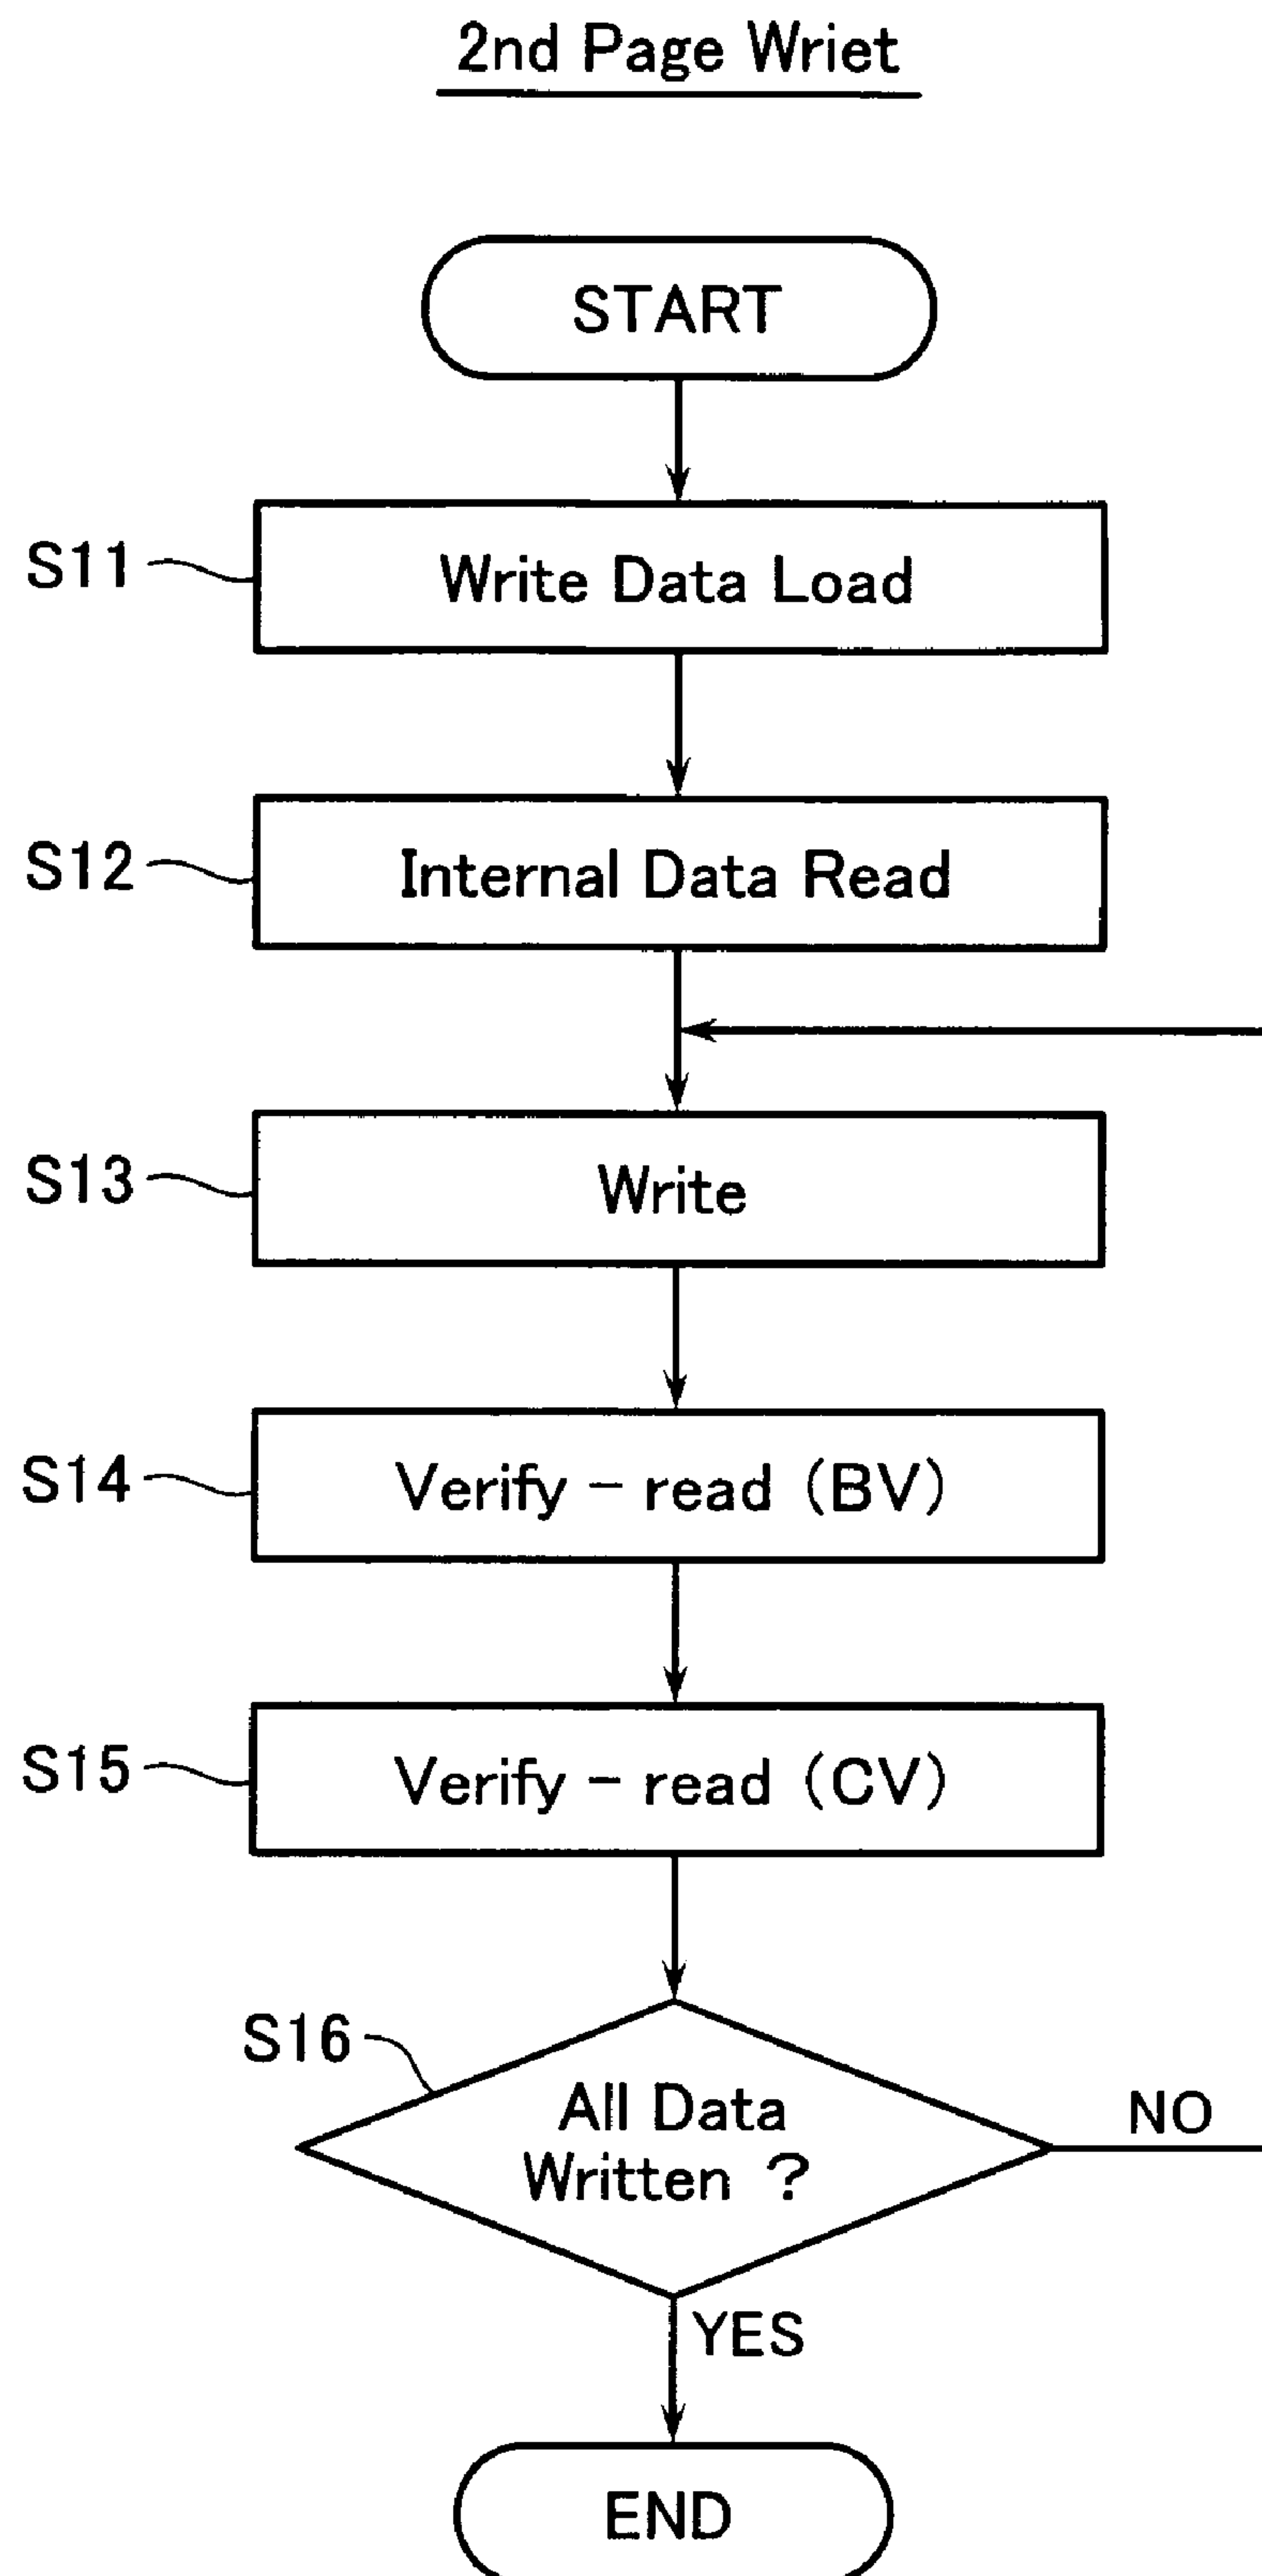 2nd Page Wriet
START
S11
Write Data Load
S12
Internal Data Read
S13
Write
S14
Verify - read (BV)
S15
Verify - read (CV)
S16
All Data
Written ?
NO
YES
END